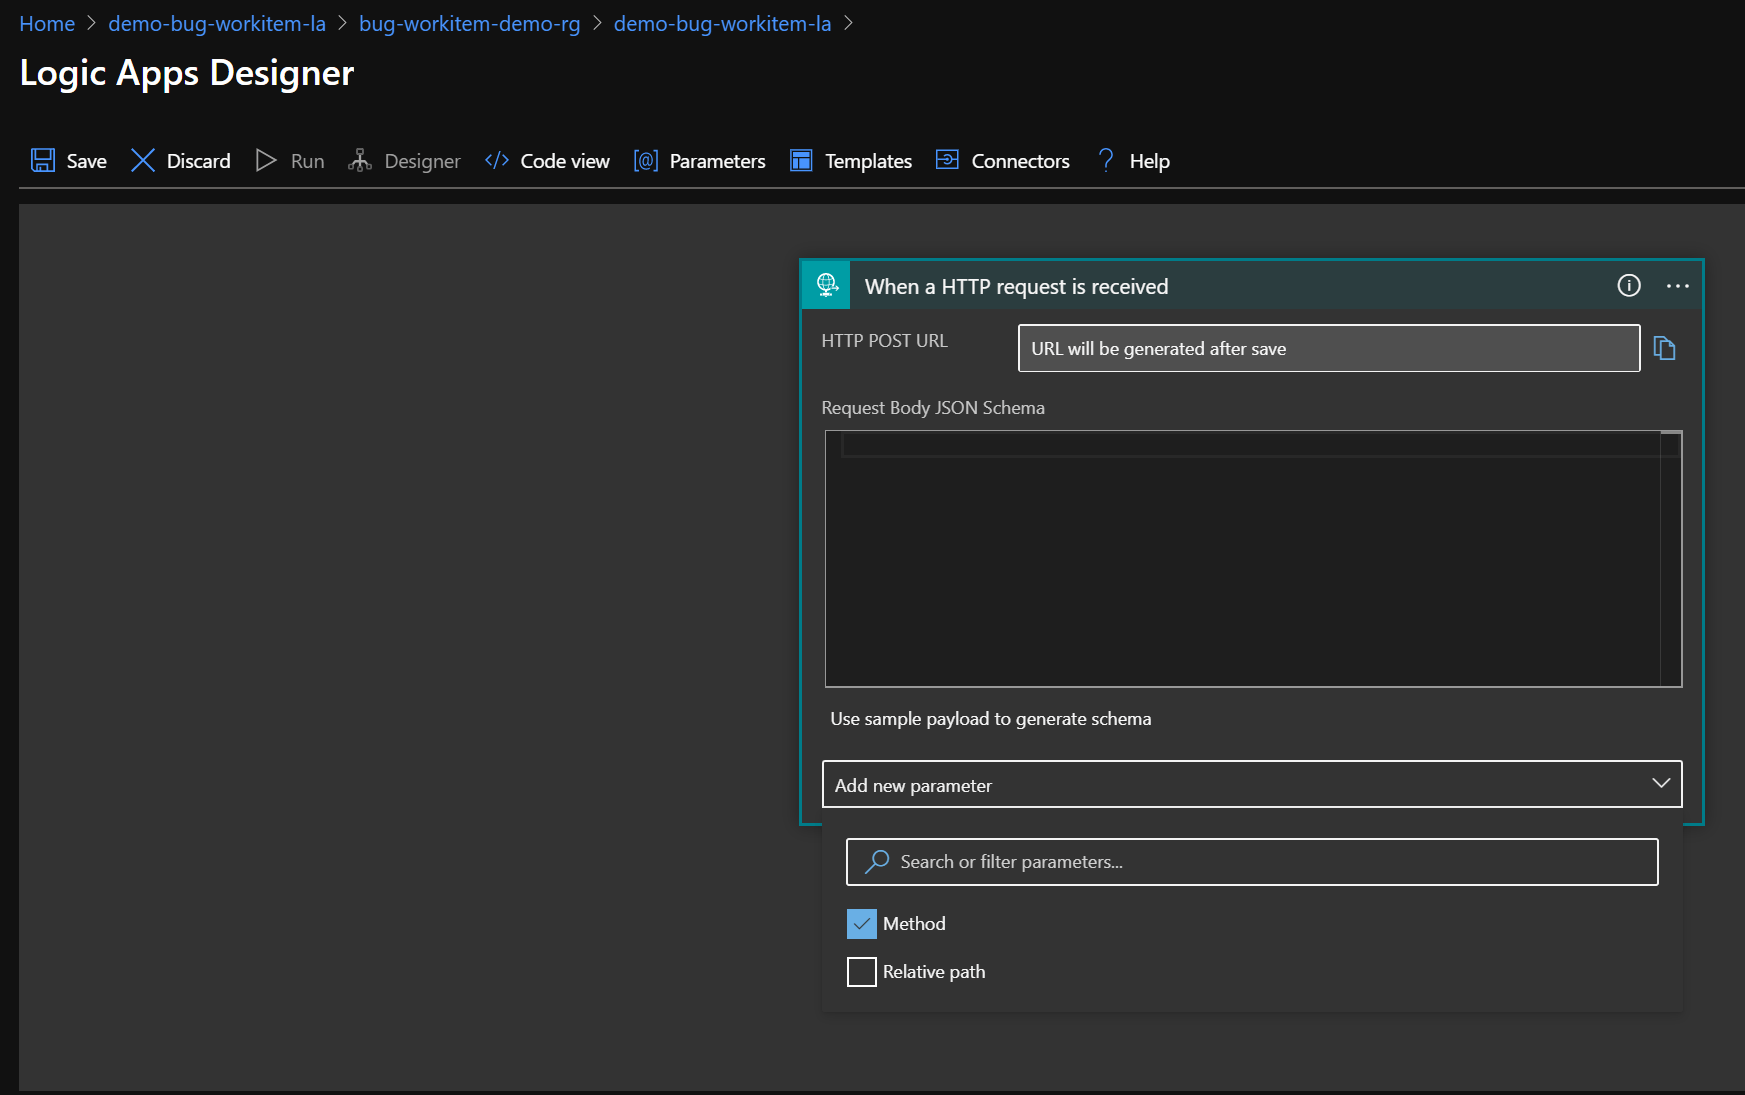 Home > demo-bug-workitem-la > bug-workitem-demo-rg > demo-bug-workitem-la >
Logic Apps Designer
Save Discard Run Designer </> Code view [@] Parameters Templates Connectors ? Help
When a HTTP request is received
HTTP POST URL URL will be generated after save
Request Body JSON Schema
Use sample payload to generate schema
Add new parameter
Search or filter parameters...
Method
Relative path